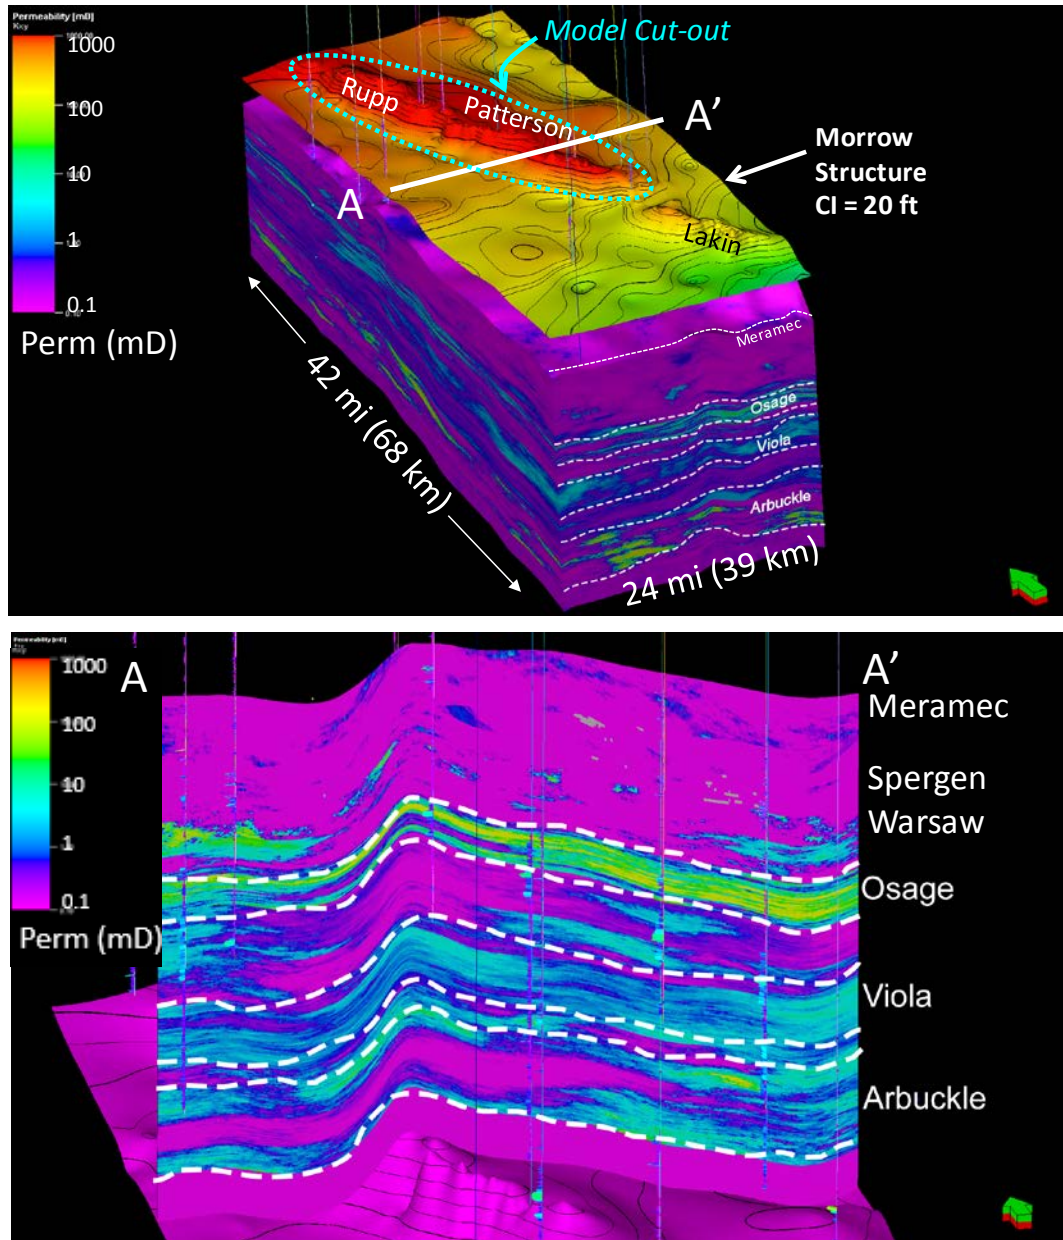 Permeability [mD]
Kxy
1000
100
10
1
0.1
Perm (mD)
Model Cut-out
Rupp
Patterson
A'
A
Morrow
Structure
CI = 20 ft
Lakin
Meramec
Osage
Viola
Arbuckle
42 mi (68 km)
24 mi (39 km)
Permeability [mD]
1000
100
10
1
0.1
Perm (mD)
A
A'
Meramec
Spergen
Warsaw
Osage
Viola
Arbuckle